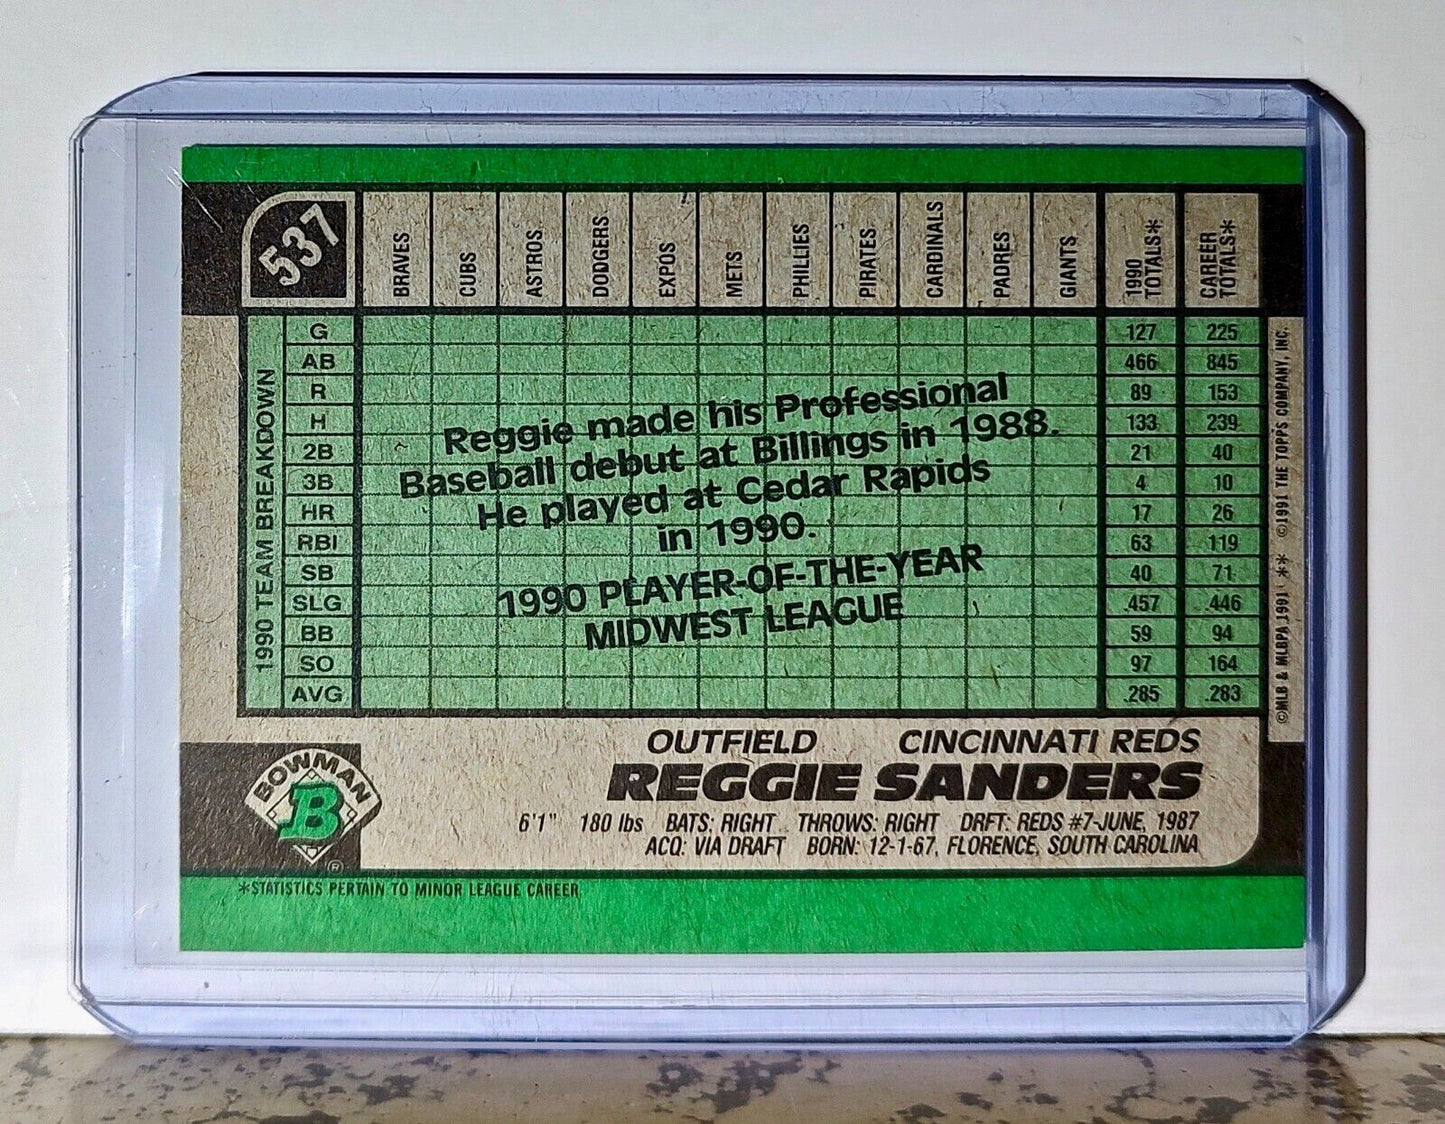 537
BRAVES CUBS ASTROS DODGERS EXPOS METS PHILLIES PIRATES CARDINALS PADRES GIANTS 1990 TOTALS* CAREER TOTALS*
1990 TEAM BREAKDOWN
G 127 225
AB 466 845
R 89 153
H 133 239
2B 21 40
3B 4 10
HR 17 26
RBI 63 119
SB 40 71
SLG .457 .446
BB 59 94
SO 97 164
AVG .285 .283
Reggie made his Professional
Baseball debut at Billings in 1988.
He played at Cedar Rapids
in 1990.
1990 PLAYER-OF-THE-YEAR
MIDWEST LEAGUE
©MLB & MLBPA 1991 ** ©1991 THE TOPPS COMPANY, INC.
OUTFIELD CINCINNATI REDS
REGGIE SANDERS
6'1" 180 lbs BATS: RIGHT THROWS: RIGHT DRFT: REDS #7-JUNE, 1987
ACQ: VIA DRAFT BORN: 12-1-67, FLORENCE, SOUTH CAROLINA
BOWMAN
B
®
*STATISTICS PERTAIN TO MINOR LEAGUE CAREER